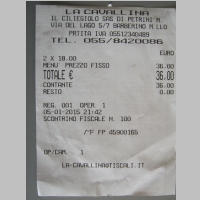 LA CAVALLINA
IL CILIEGIOLO SAS DI PETRINI M.
VIA DEL LAGO 5/7 BARBERINO M.LLO
PRTITA IVA 05512340489
TEL. 055/8420086
EURO
2 X 18.00
MENU' PREZZO FISSO 36.00
TOTALE € 36.00
CONTANTE 36.00
RESTO 0.00
REG. 001 OPER. 1
05-01-2015 21:42
SCONTRINO FISCALE N. 100
FP 45900165
OP/CAM. 1
LA-CAVALLINA@TISCALI.IT